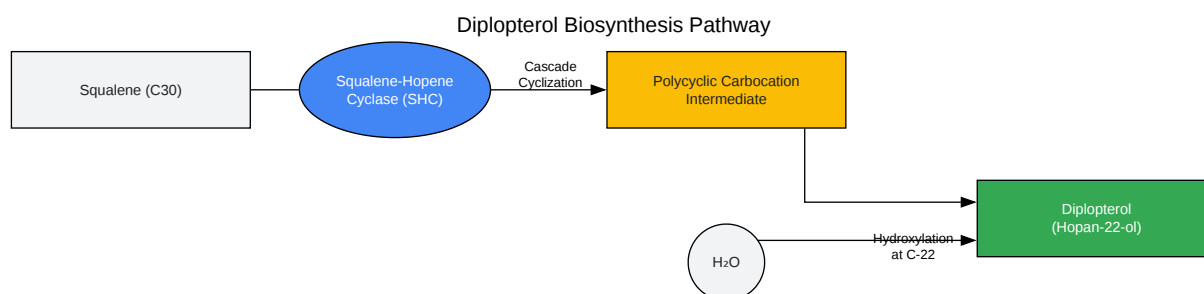 Diplopterol Biosynthesis Pathway
Squalene (C30)
Squalene-Hopene
Cyclase (SHC)
Cascade
Cyclization
Polycyclic Carbocation
Intermediate
Diplopterol
(Hopan-22-ol)
H₂O
Hydroxylation
at C-22